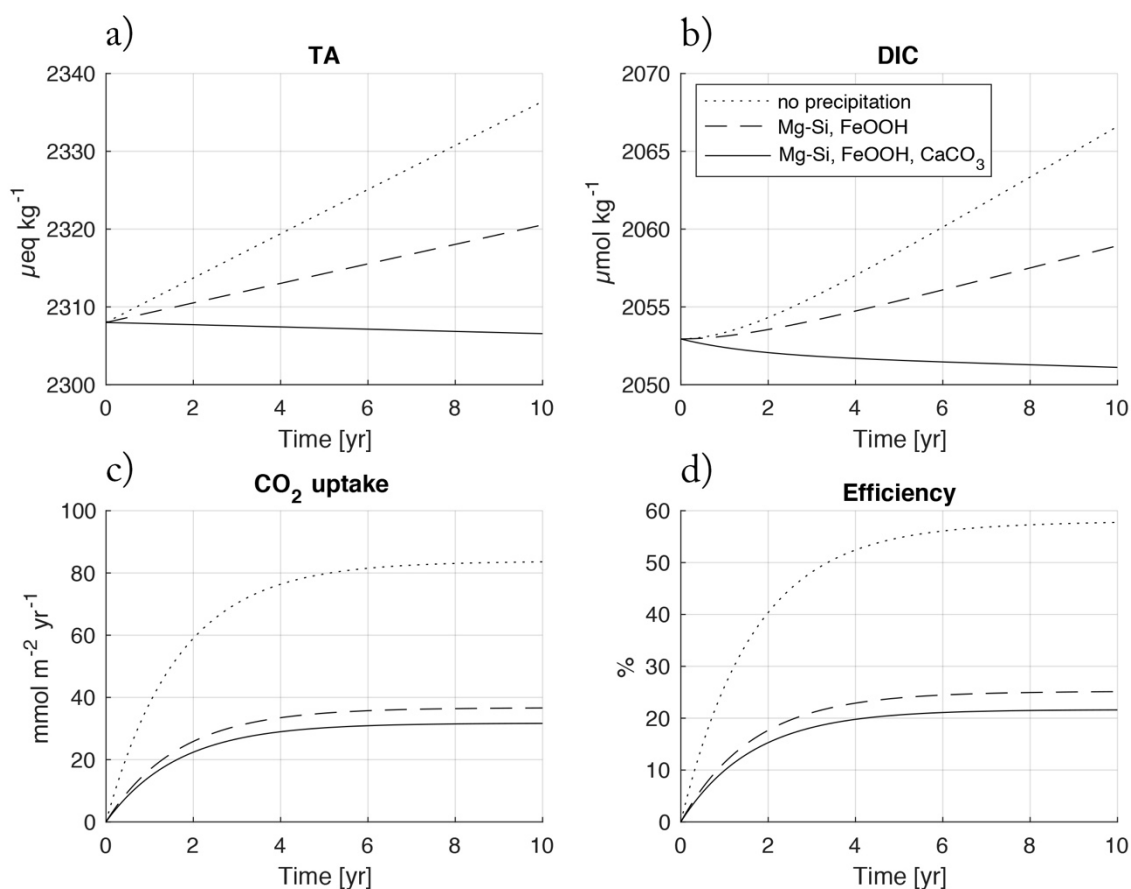 a)
TA
2340
2330
2320
2310
2300
µeq kg-1
0 2 4 6 8 10
Time [yr]
b)
DIC
2070
2065
2060
2055
2050
µmol kg-1
no precipitation
Mg-Si, FeOOH
Mg-Si, FeOOH, CaCO3
0 2 4 6 8 10
Time [yr]
c)
CO2 uptake
100
80
60
40
20
0
mmol m-2 yr-1
0 2 4 6 8 10
Time [yr]
d)
Efficiency
60
50
40
30
20
10
0
%
0 2 4 6 8 10
Time [yr]